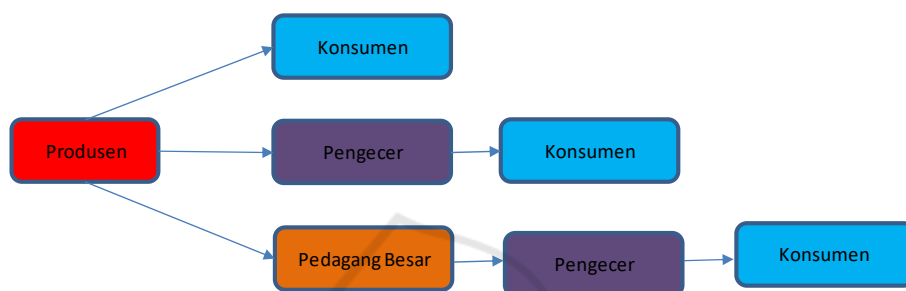 Konsumen
Produsen
Pengecer
Konsumen
Pedagang Besar
Pengecer
Konsumen